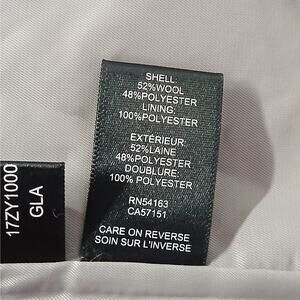 SHELL:
52%WOOL
48%POLYESTER
LINING:
100%POLYESTER
EXTÉRIEUR:
52%LAINE
48%POLYESTER
DOUBLURE:
100% POLYESTER
RN54163
CA57151
CARE ON REVERSE
SOIN SUR L'INVERSE
17ZY1000
GLA